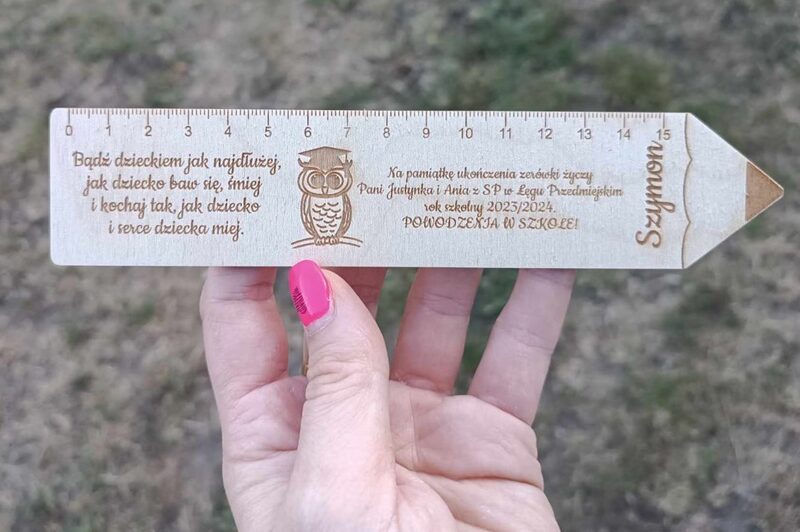 0 1 2 3 4 5 6 7 8 9 10 11 12 13 14 15
Bądź dzieckiem jak najdłużej,
jak dziecko baw się, śmiej
i kochaj tak, jak dziecko
i serce dziecka miej.
Na pamiątkę ukończenia zerówki życzy
Pani Justynka i Ania z SP w Łęgu Przedmiejskim
rok szkolny 2023/2024.
POWODZENIA W SZKOLE!
Szymon